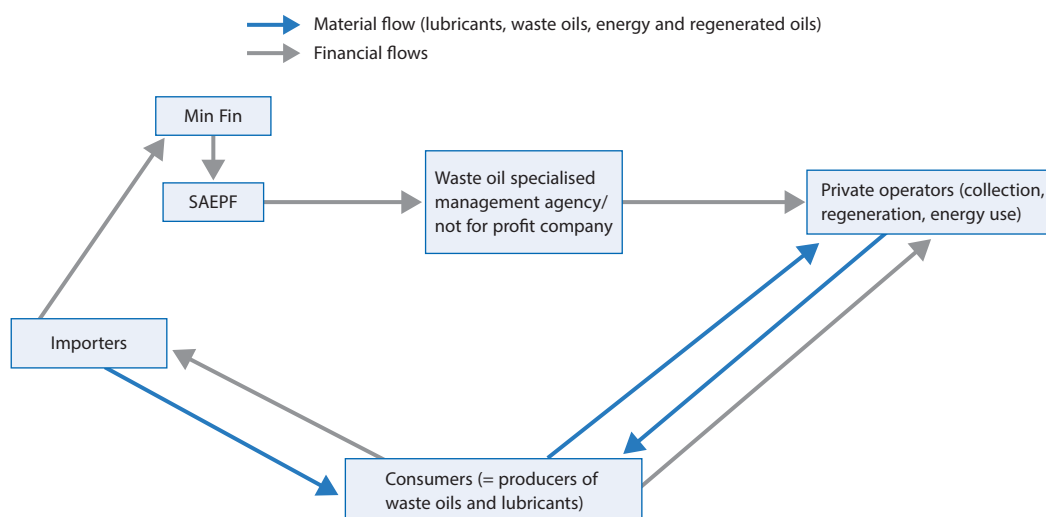 Material flow (lubricants, waste oils, energy and regenerated oils)
Financial flows
Min Fin
SAEPF
Waste oil specialised
management agency/
not for profit company
Private operators (collection,
regeneration, energy use)
Importers
Consumers (= producers of
waste oils and lubricants)